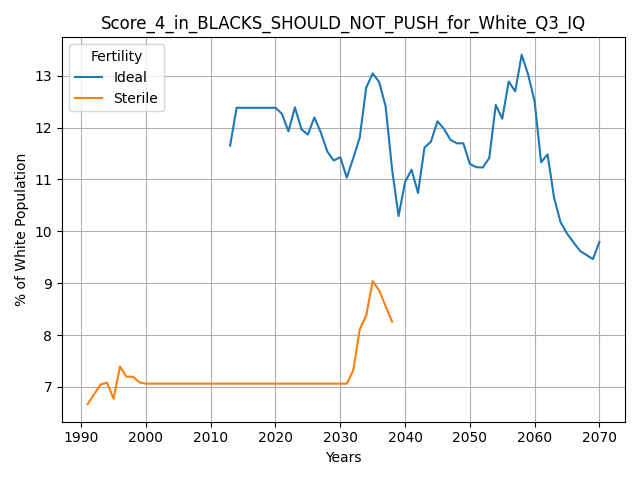 Score_4_in_BLACKS_SHOULD_NOT_PUSH_for_White_Q3_IQ
Fertility
Ideal
Sterile
13
12
11
10
9
8
7
% of White Population
1990 2000 2010 2020 2030 2040 2050 2060 2070
Years